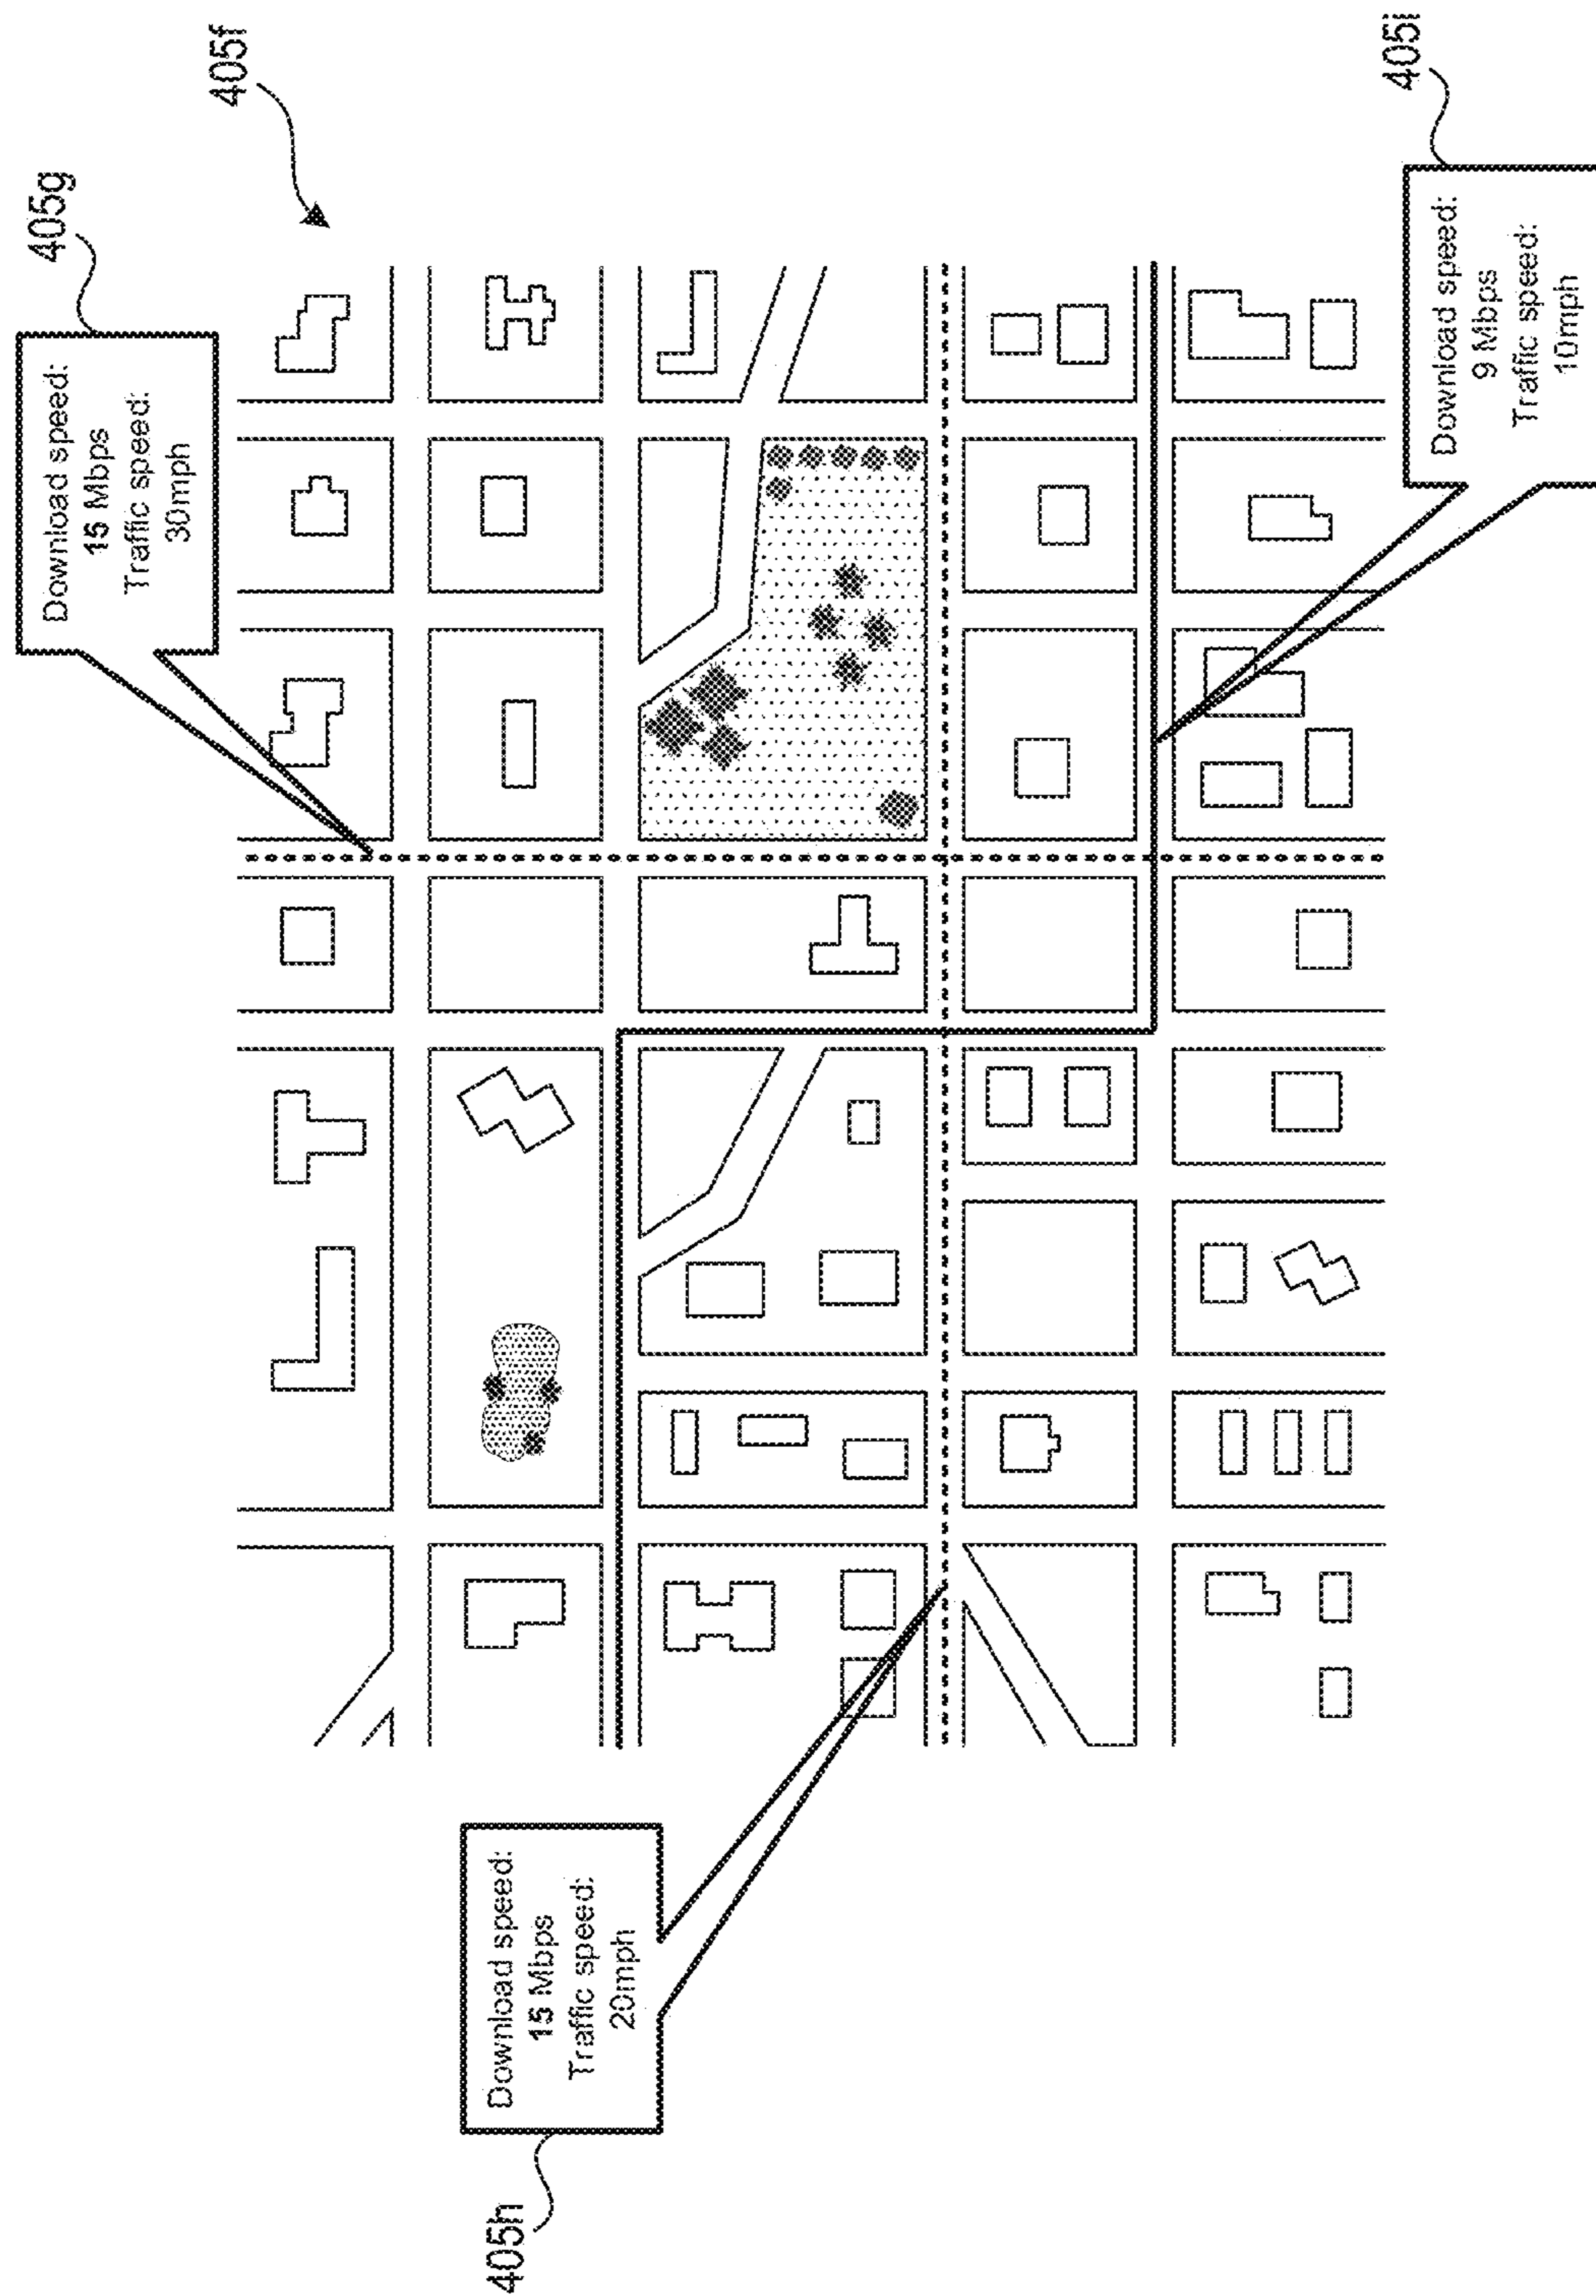 405f
405g
Download speed:
15 Mbps
Traffic speed:
30mph
405h
Download speed:
15 Mbps
Traffic speed:
20mph
405i
Download speed:
9 Mbps
Traffic speed:
10mph